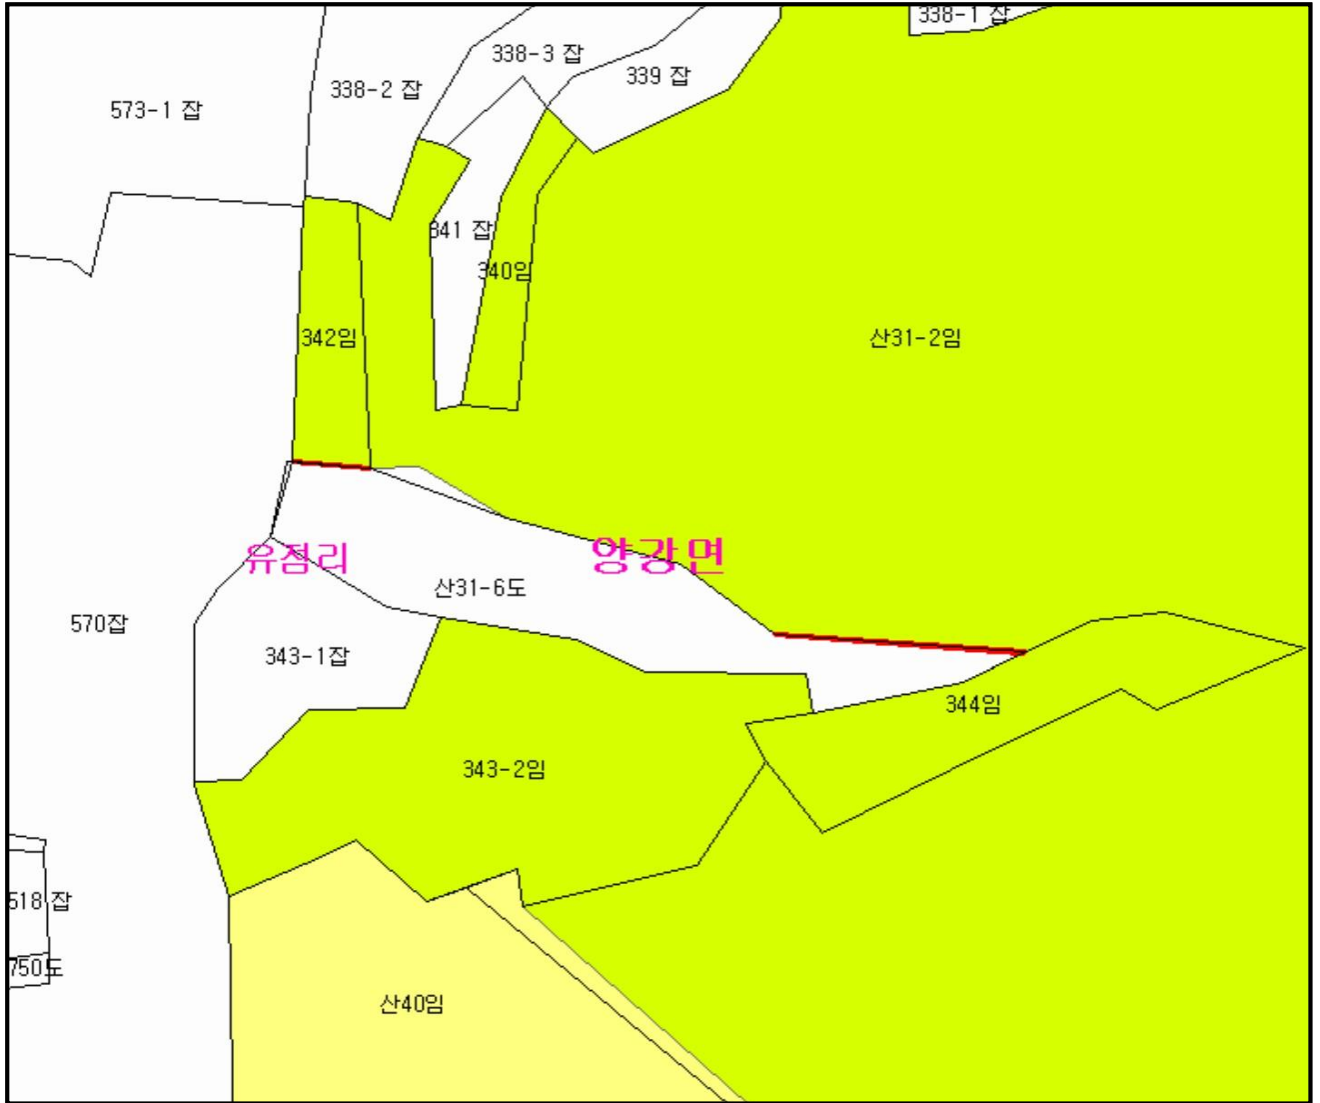 338-1 잡
338-3 잡
339 잡
338-2 잡
573-1 잡
341 잡
340임
342임
산31-2임
유점리
양강면
산31-6도
570잡
343-1잡
344임
343-2임
518 잡
750도
산40임